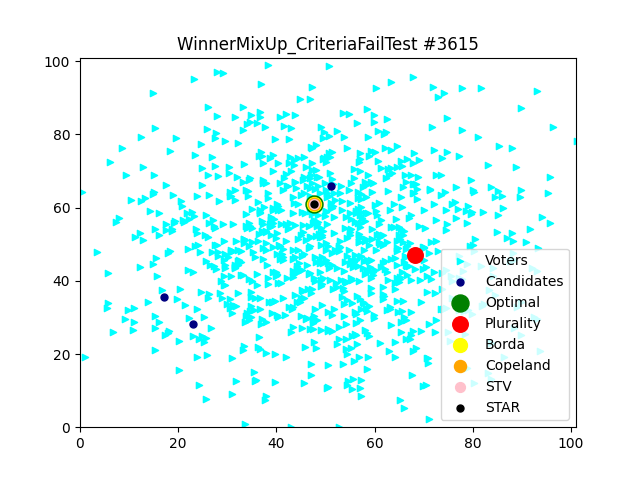 WinnerMixUp_CriteriaFailTest #3615
100
80
60
40
20
0
0
20
40
60
80
100
Voters
Candidates
Optimal
Plurality
Borda
Copeland
STV
STAR